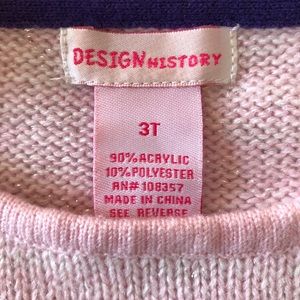 DESIGN HISTORY
3T
90% ACRYLIC
10% POLYESTER
RN# 108357
MADE IN CHINA
SEE REVERSE